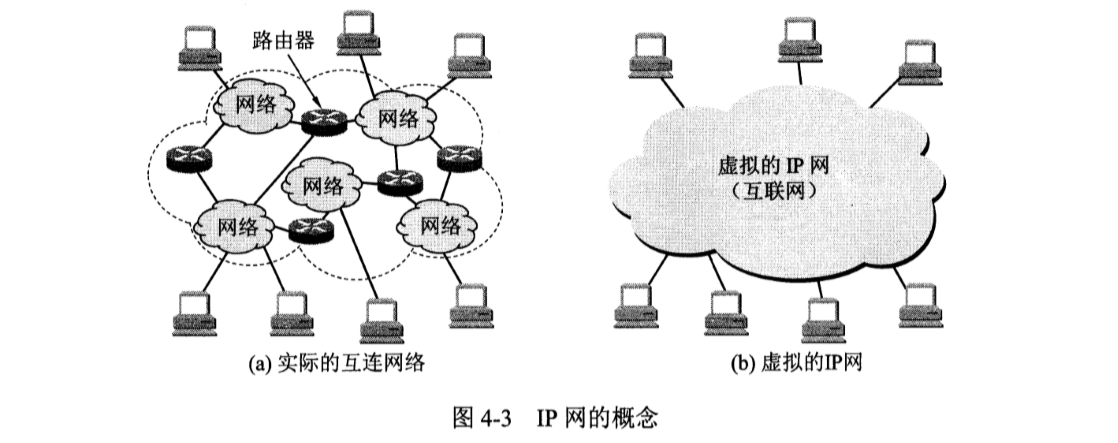 路由器
网络
网络
网络
网络
网络
(a) 实际的互连网络
虚拟的 IP 网
（互联网）
(b) 虚拟的IP网
图 4-3 IP 网的概念